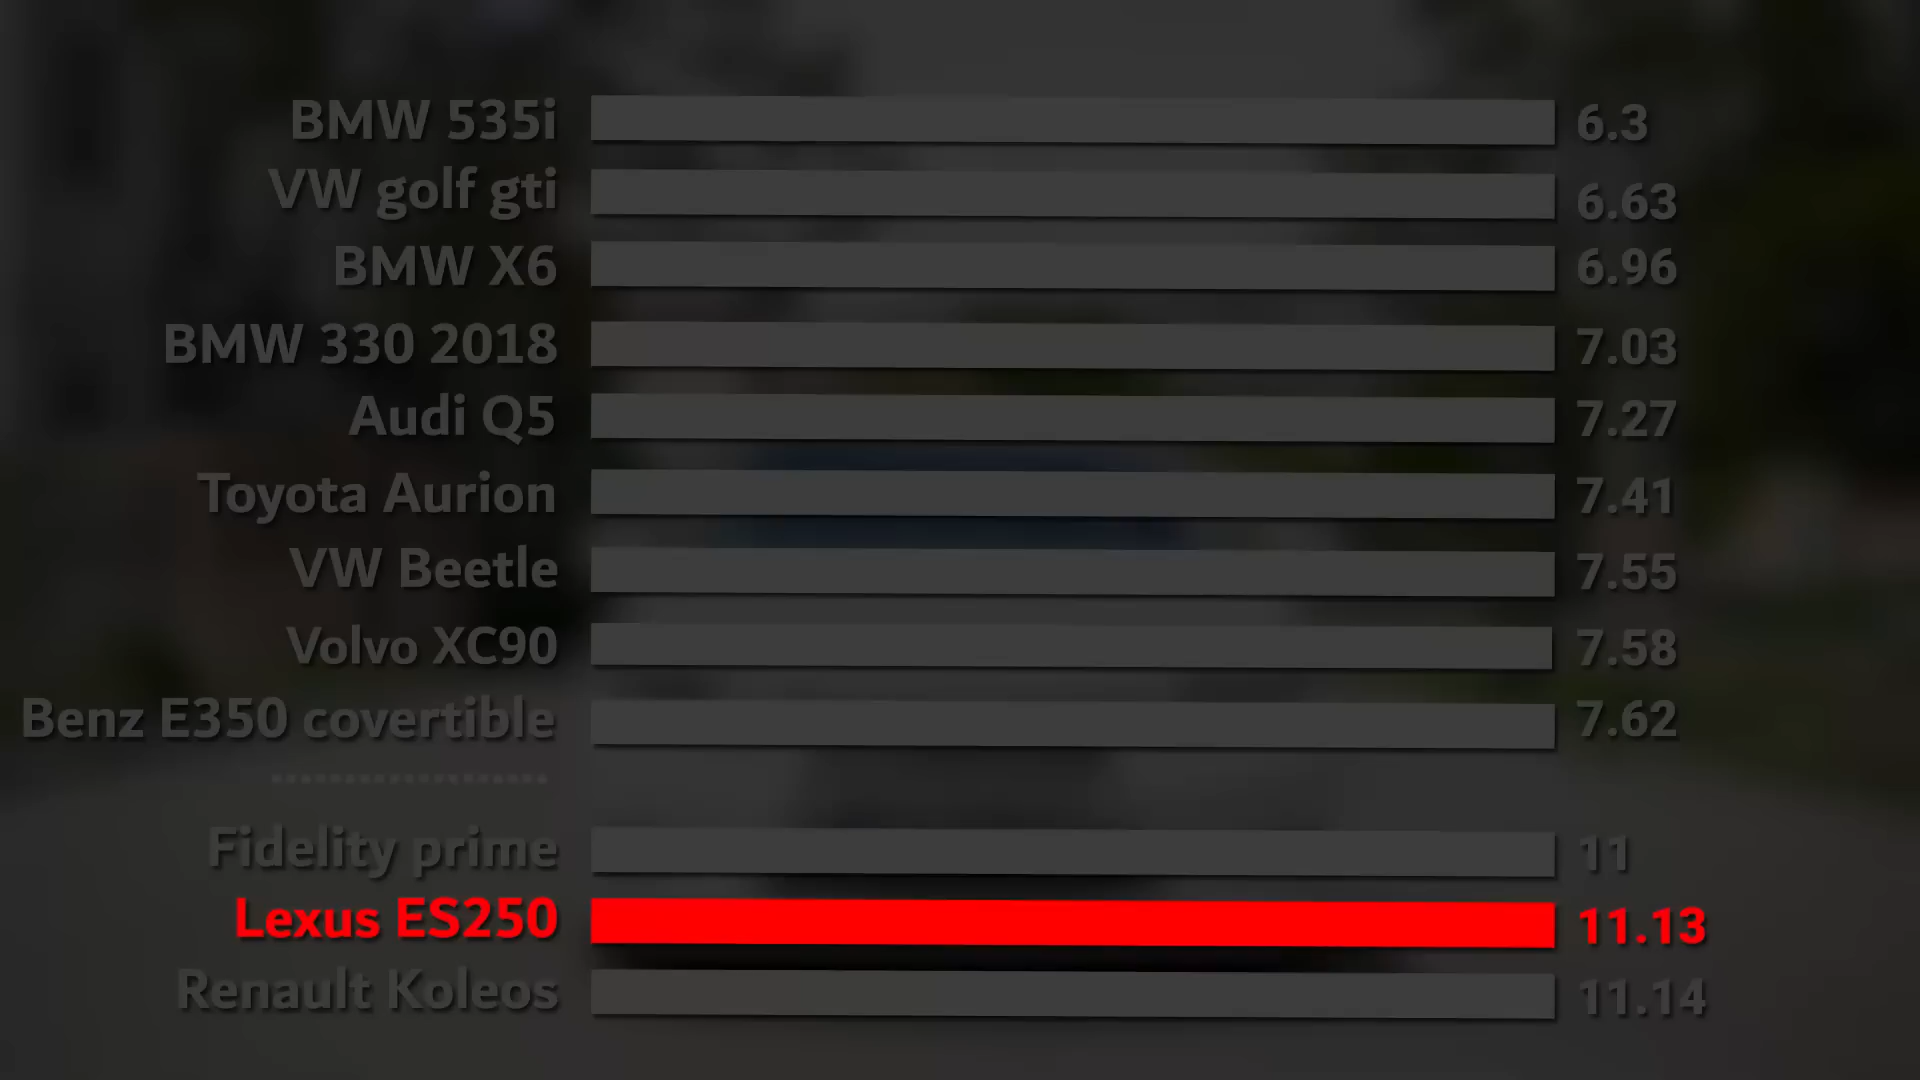 BMW 535i 6.3
VW golf gti 6.63
BMW X6 6.96
BMW 330 2018 7.03
Audi Q5 7.27
Toyota Aurion 7.41
VW Beetle 7.55
Volvo XC90 7.58
Benz E350 covertible 7.62
-------------------
Fidelity prime 11
Lexus ES250 11.13
Renault Koleos 11.14